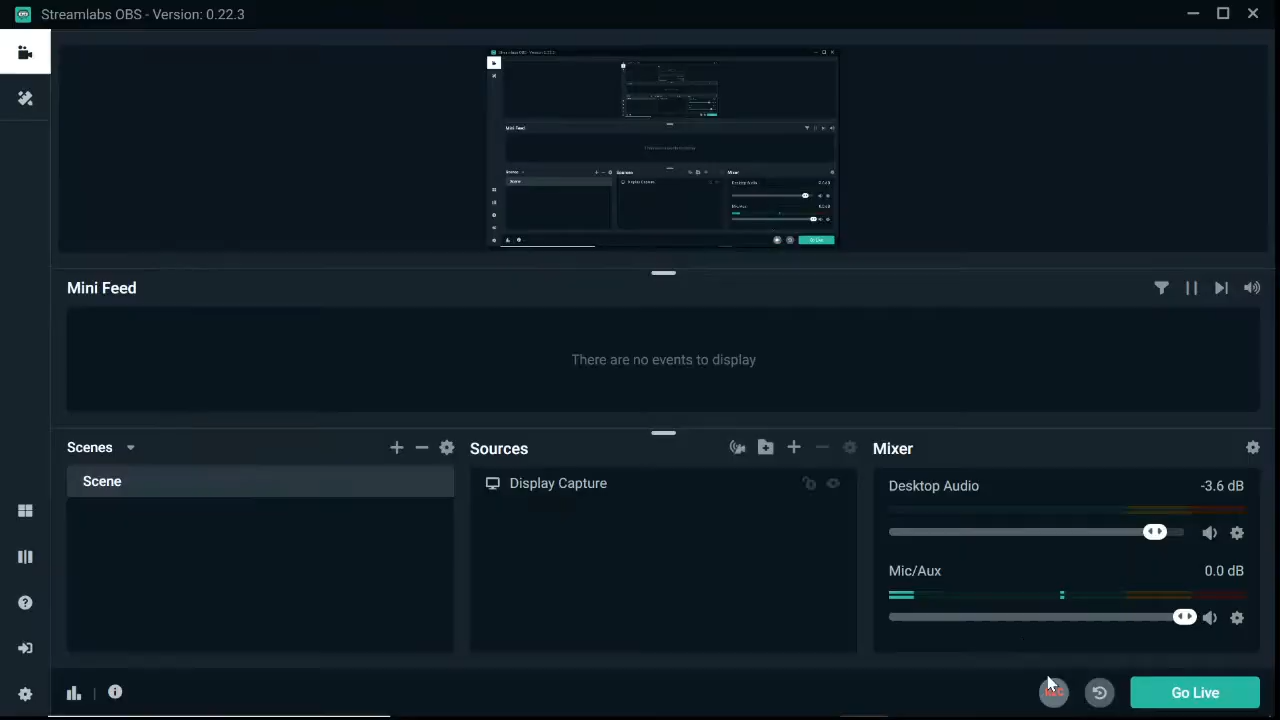 Streamlabs OBS - Version: 0.22.3
Mini Feed
There are no events to display
Scenes
Scene
Sources
Display Capture
Mixer
Desktop Audio
-3.6 dB
Mic/Aux
0.0 dB
REC
Go Live